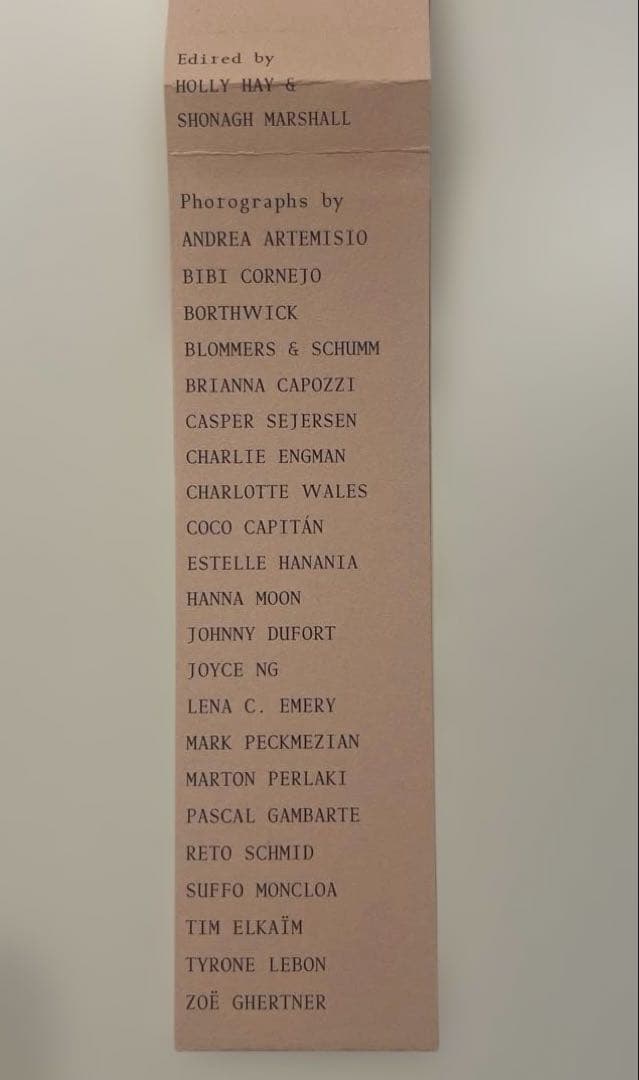 Edited by
HOLLY HAY &
SHONAGH MARSHALL
Photographs by
ANDREA ARTEMISIO
BIBI CORNEJO
BORTHWICK
BLOMMERS & SCHUMM
BRIANNA CAPOZZI
CASPER SEJERSEN
CHARLIE ENGMAN
CHARLOTTE WALES
COCO CAPITÁN
ESTELLE HANANIA
HANNA MOON
JOHNNY DUFORT
JOYCE NG
LENA C. EMERY
MARK PECKMEZIAN
MARTON PERLAKI
PASCAL GAMBARTE
RETO SCHMID
SUFFO MONCLOA
TIM ELKAÏM
TYRONE LEBON
ZOË GHERTNER